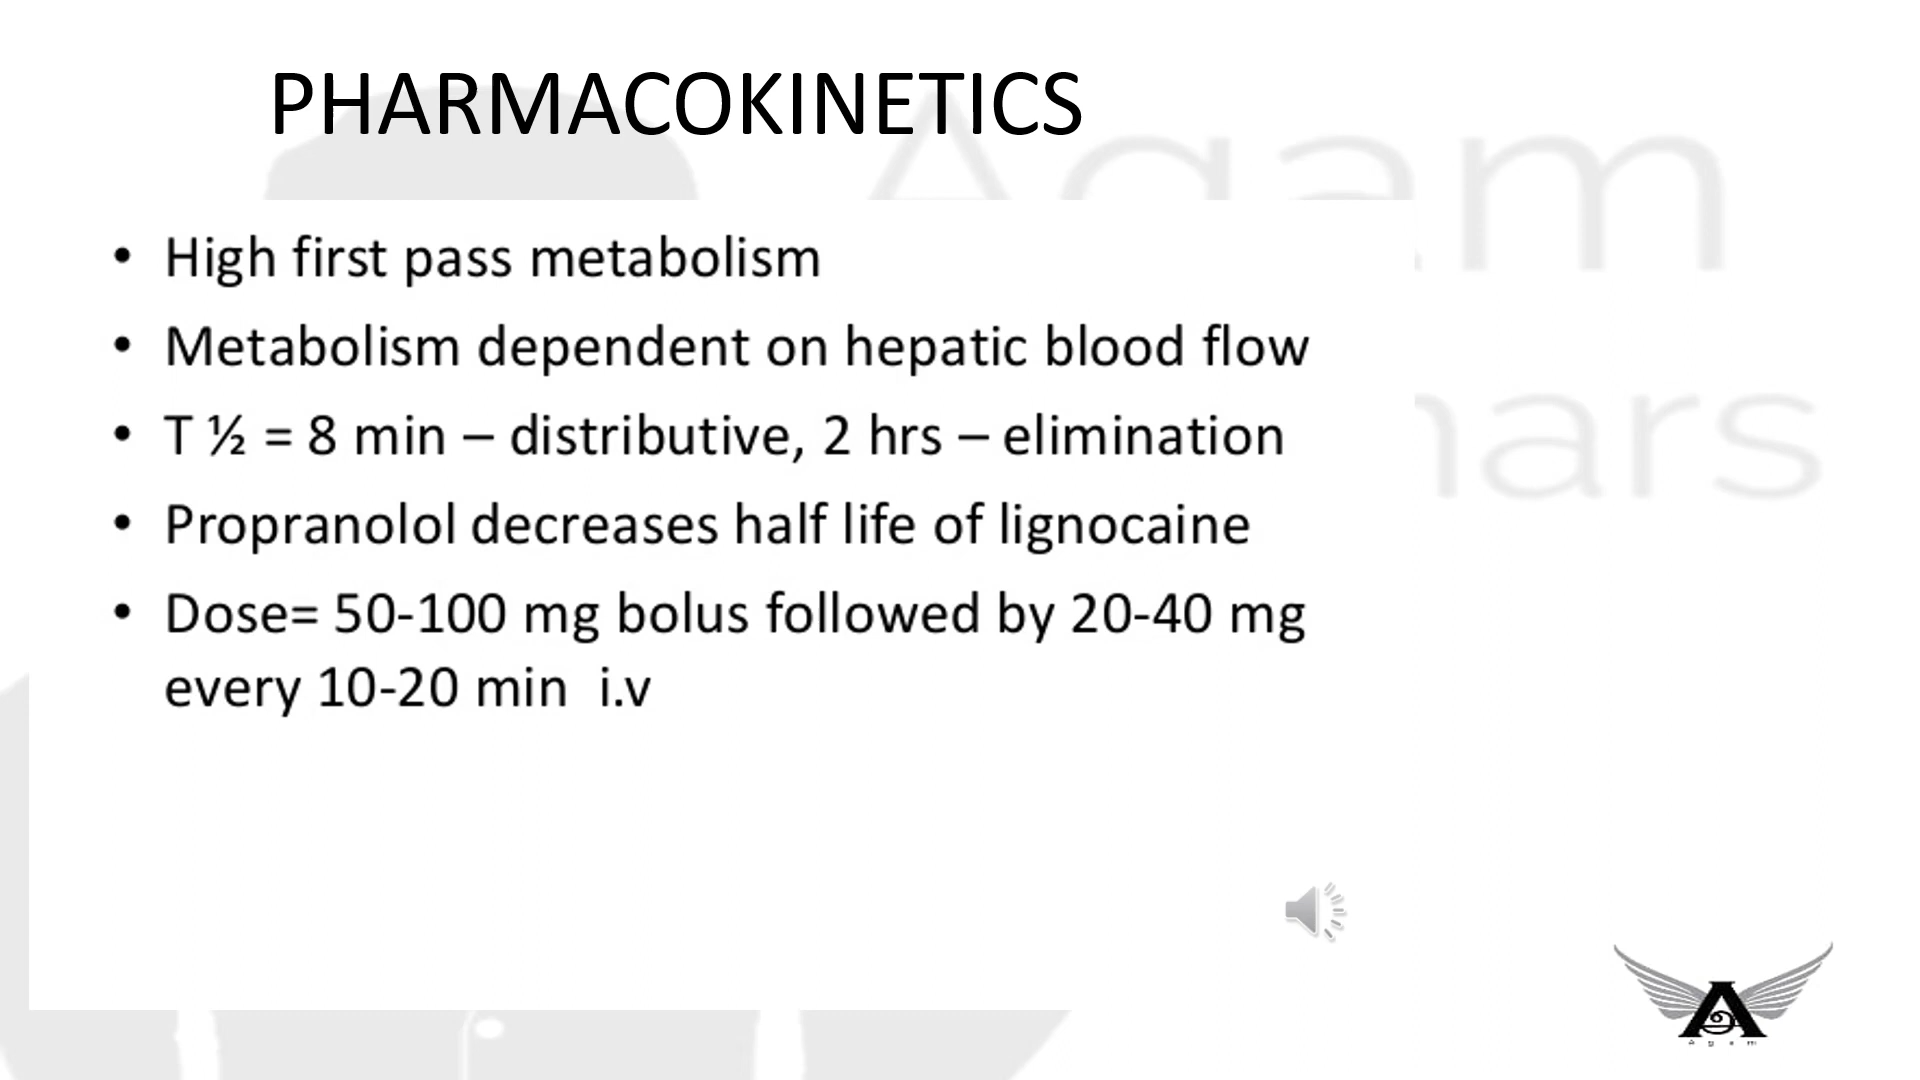 PHARMACOKINETICS
Agam
• High first pass metabolism
• Metabolism dependent on hepatic blood flow
• T ½ = 8 min – distributive, 2 hrs – elimination
• Propranolol decreases half life of lignocaine
• Dose= 50-100 mg bolus followed by 20-40 mg
every 10-20 min i.v
Agam